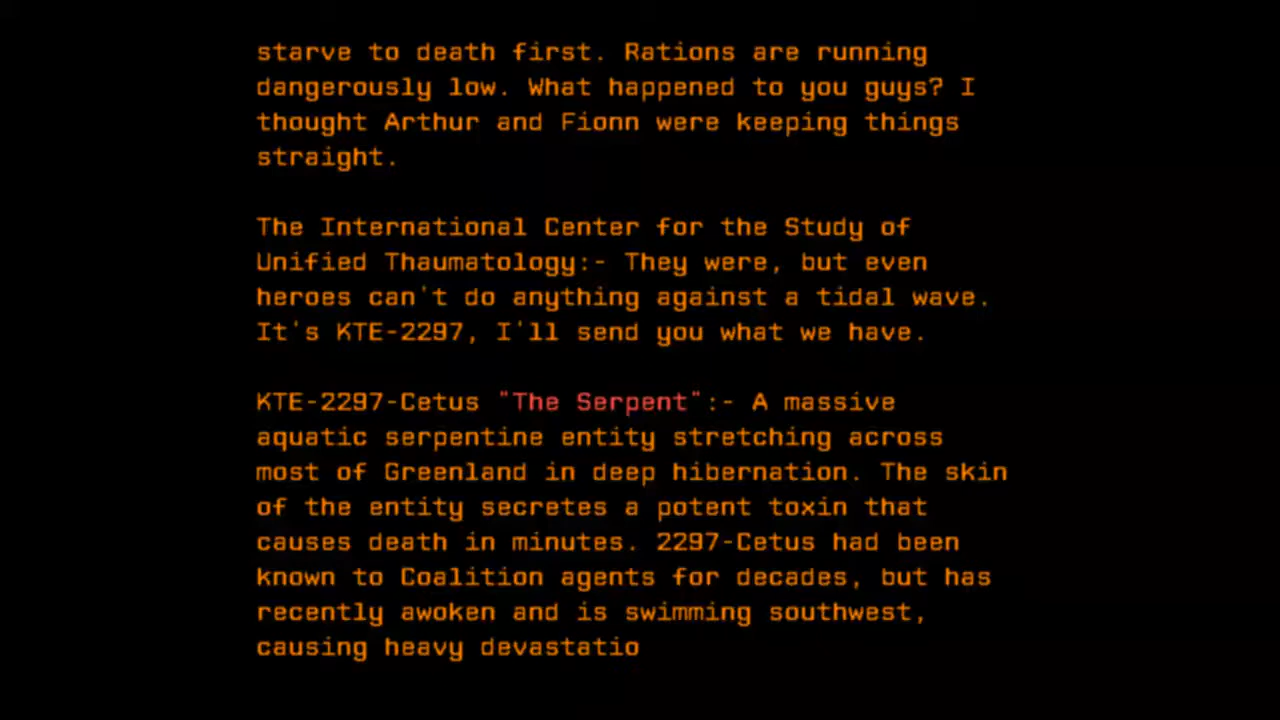 starve to death first. Rations are running
dangerously low. What happened to you guys? I
thought Arthur and Fionn were keeping things
straight.
The International Center for the Study of
Unified Thaumatology:- They were, but even
heroes can't do anything against a tidal wave.
It's KTE-2297, I'll send you what we have.
KTE-2297-Cetus "The Serpent":- A massive
aquatic serpentine entity stretching across
most of Greenland in deep hibernation. The skin
of the entity secretes a potent toxin that
causes death in minutes. 2297-Cetus had been
known to Coalition agents for decades, but has
recently awoken and is swimming southwest,
causing heavy devastatio